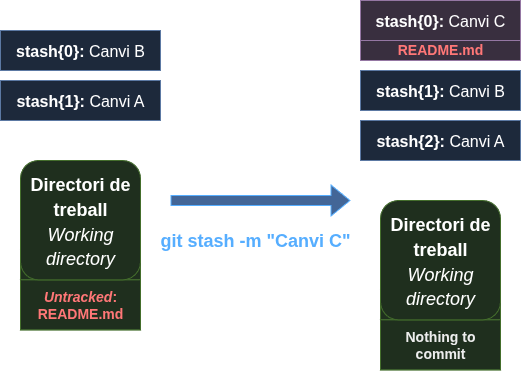 stash{0}: Canvi B
stash{1}: Canvi A
Directori de
treball
Working
directory
Untracked:
README.md
git stash -m "Canvi C"
stash{0}: Canvi C
README.md
stash{1}: Canvi B
stash{2}: Canvi A
Directori de
treball
Working
directory
Nothing to
commit